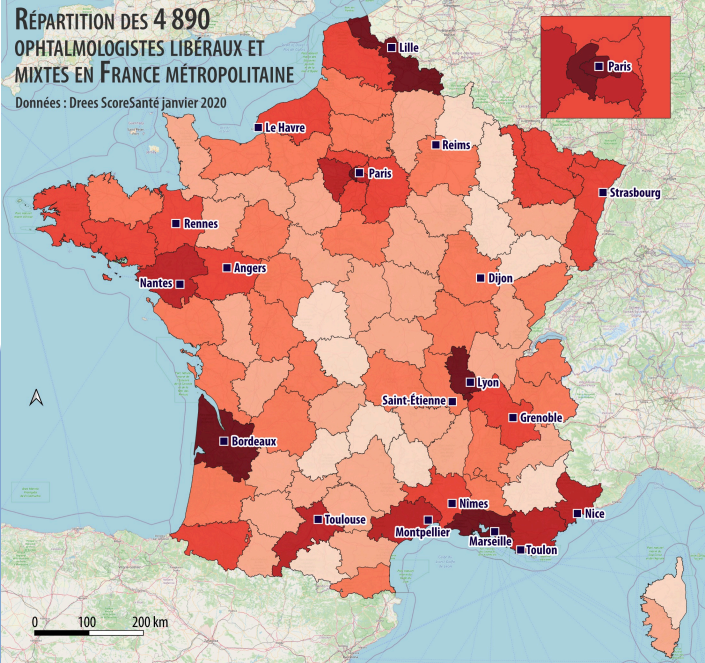 RÉPARTITION DES 4 890
OPHTALMOLOGISTES LIBÉRAUX ET
MIXTES EN FRANCE MÉTROPOLITAINE
Données : Drees ScoreSanté janvier 2020
Lille
Paris
Le Havre
Reims
Paris
Strasbourg
Rennes
Angers
Nantes
Dijon
Lyon
Saint-Étienne
Grenoble
Bordeaux
Nîmes
Nice
Toulouse
Montpellier
Marseille
Toulon
0 100 200 km